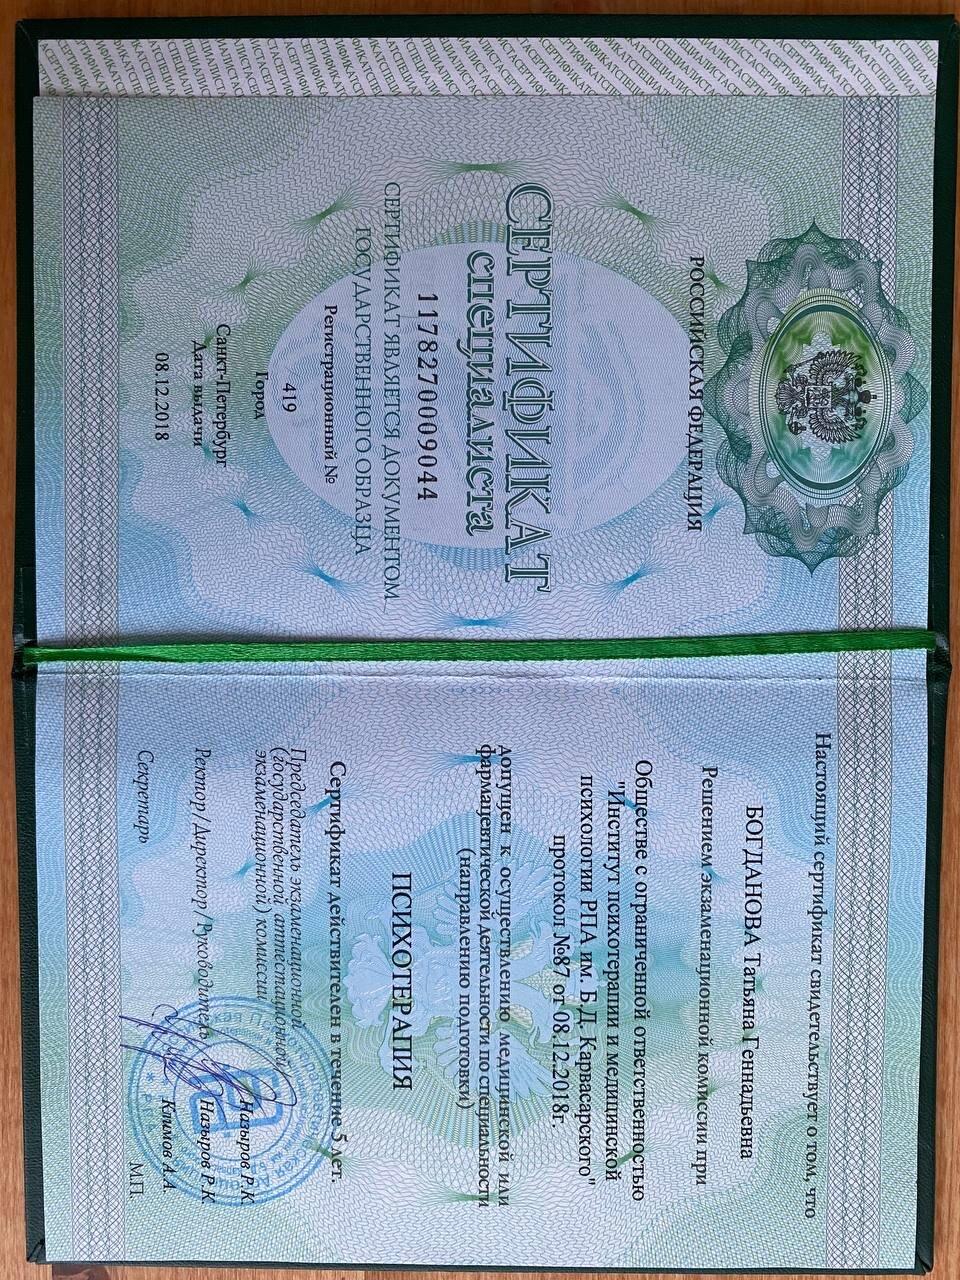 РОССИЙСКАЯ ФЕДЕРАЦИЯ
СЕРТИФИКАТ
специалиста
1178270009044
СЕРТИФИКАТ ЯВЛЯЕТСЯ ДОКУМЕНТОМ
ГОСУДАРСТВЕННОГО ОБРАЗЦА
Регистрационный №
419
Город
Санкт-Петербург
Дата выдачи
08.12.2018
Настоящий сертификат свидетельствует о том, что
БОГДАНОВА Татьяна Геннадьевна
Решением экзаменационной комиссии при
Обществе с ограниченной ответственностью
"Институт психотерапии и медицинской
психологии РПА им. Б.Д. Карвасарского"
протокол №87 от 08.12.2018г.
допущен к осуществлению медицинской или
фармацевтической деятельности по специальности
(направлению подготовки)
ПСИХОТЕРАПИЯ
Сертификат действителен в течение 5 лет.
Председатель экзаменационной
(государственной аттестационной,
экзаменационной) комиссии
Назыров Р.К.
Ректор/Директор/Руководитель
Назыров Р.К
Секретарь
Климов А.А.
М.П.